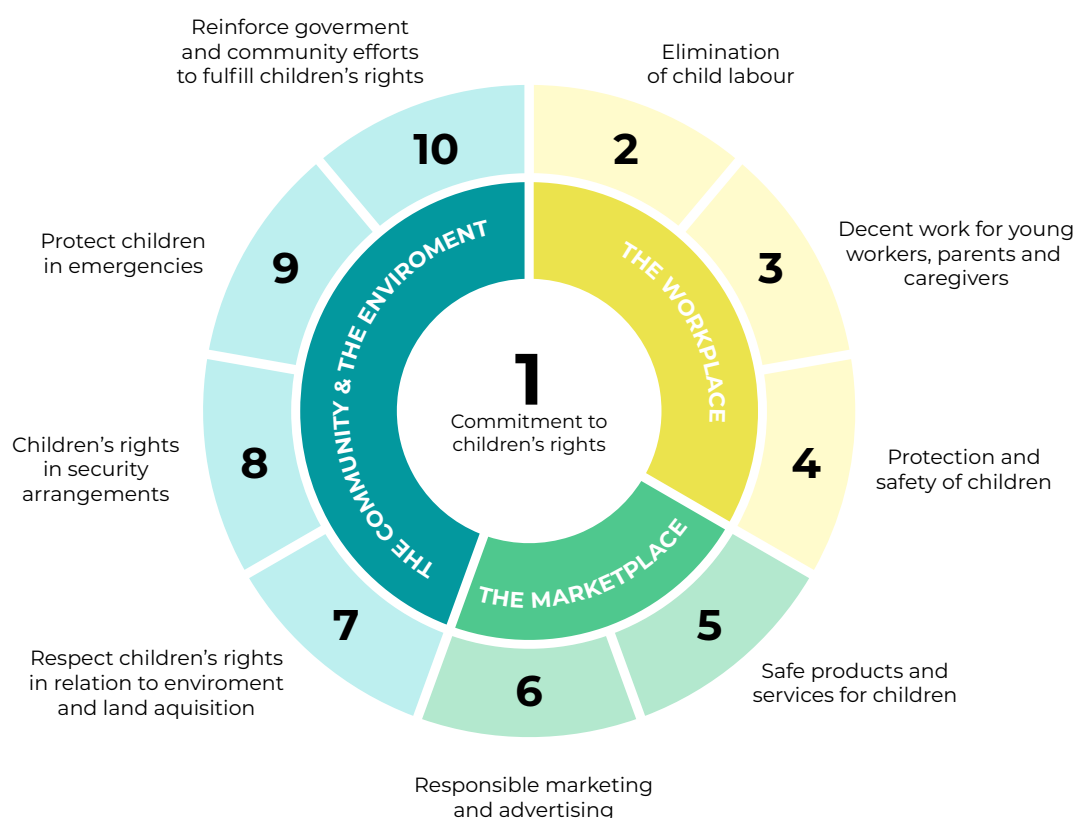 1
Commitment to
children's rights
THE WORKPLACE
2
Elimination
of child labour
3
Decent work for young
workers, parents and
caregivers
4
Protection and
safety of children
THE MARKETPLACE
5
Safe products and
services for children
6
Responsible marketing
and advertising
THE COMMUNITY & THE ENVIROMENT
7
Respect children's rights
in relation to enviroment
and land aquisition
8
Children's rights
in security
arrangements
9
Protect children
in emergencies
10
Reinforce goverment
and community efforts
to fulfill children's rights